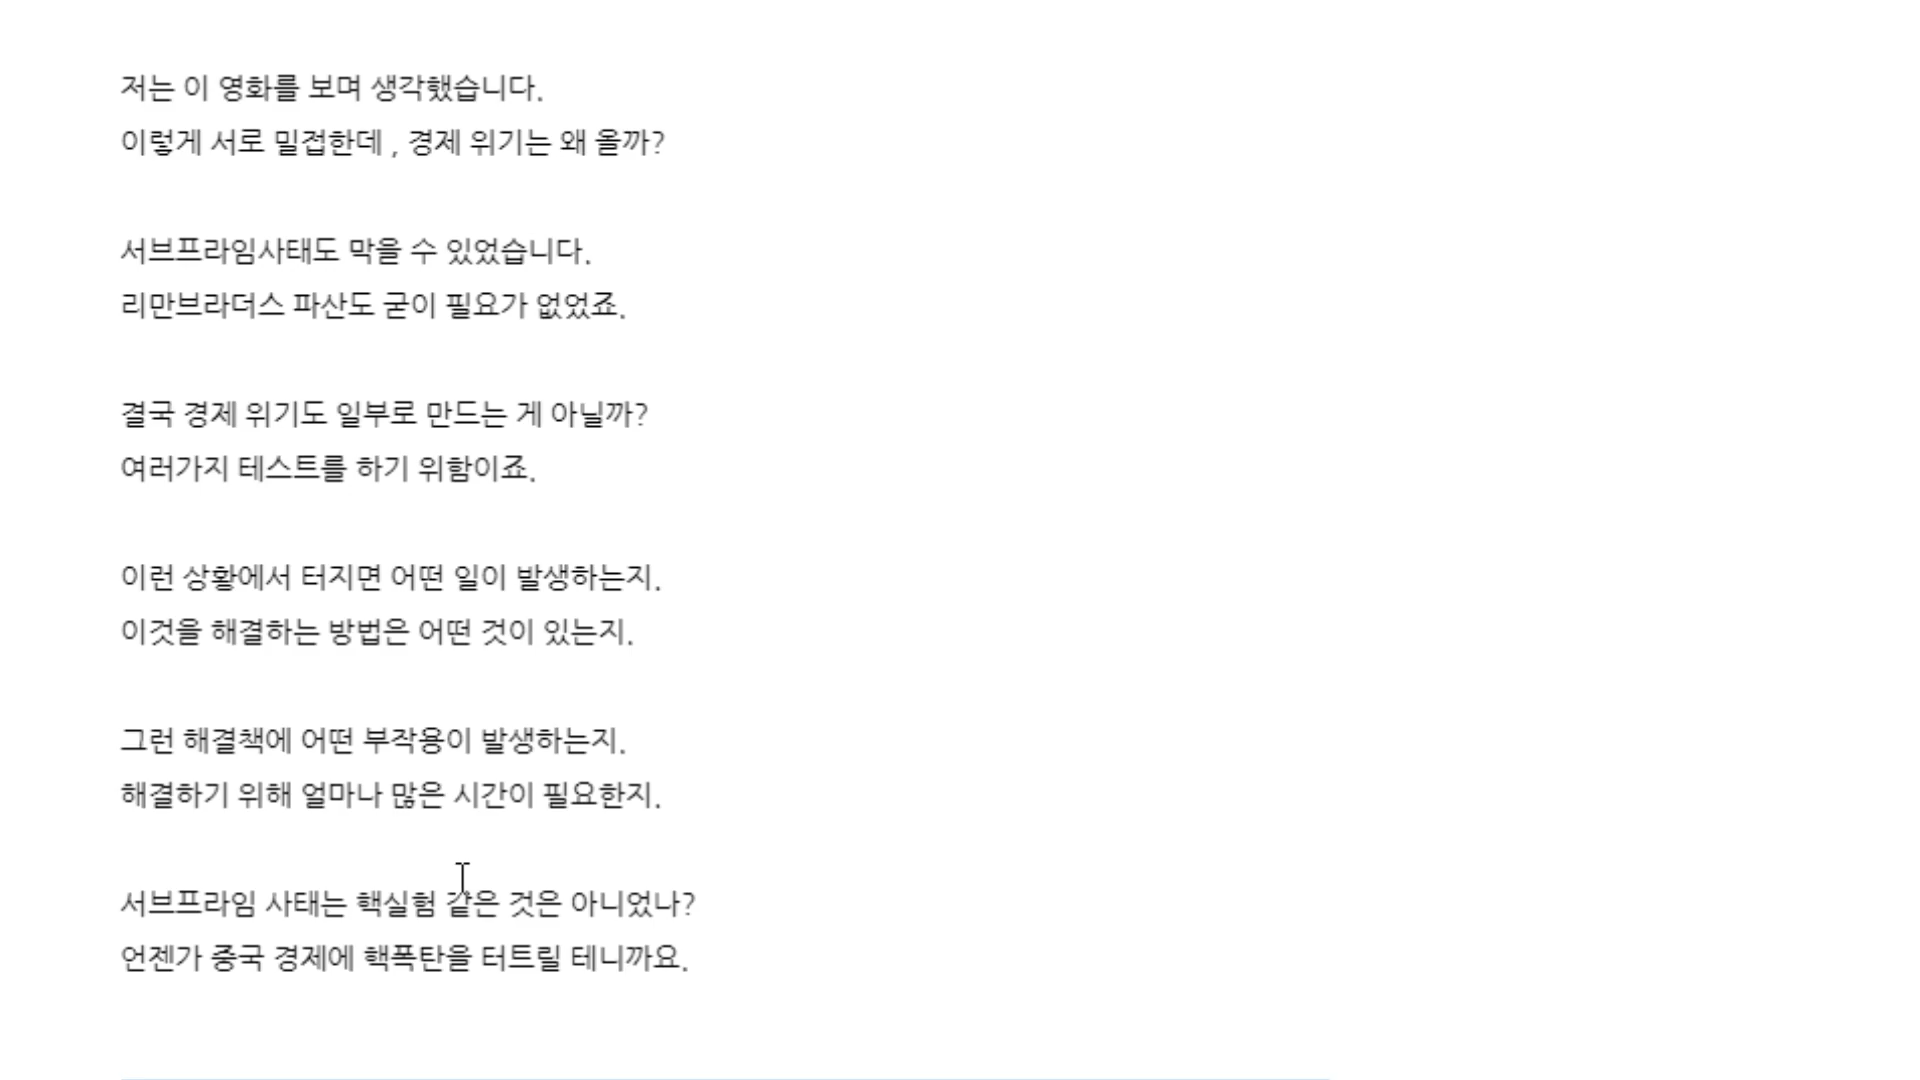 저는 이 영화를 보며 생각했습니다.
이렇게 서로 밀접한데 , 경제 위기는 왜 올까?
서브프라임사태도 막을 수 있었습니다.
리만브라더스 파산도 굳이 필요가 없었죠.
결국 경제 위기도 일부로 만드는 게 아닐까?
여러가지 테스트를 하기 위함이죠.
이런 상황에서 터지면 어떤 일이 발생하는지.
이것을 해결하는 방법은 어떤 것이 있는지.
그런 해결책에 어떤 부작용이 발생하는지.
해결하기 위해 얼마나 많은 시간이 필요한지.
서브프라임 사태는 핵실험 같은 것은 아니었나?
언젠가 중국 경제에 핵폭탄을 터트릴 테니까요.